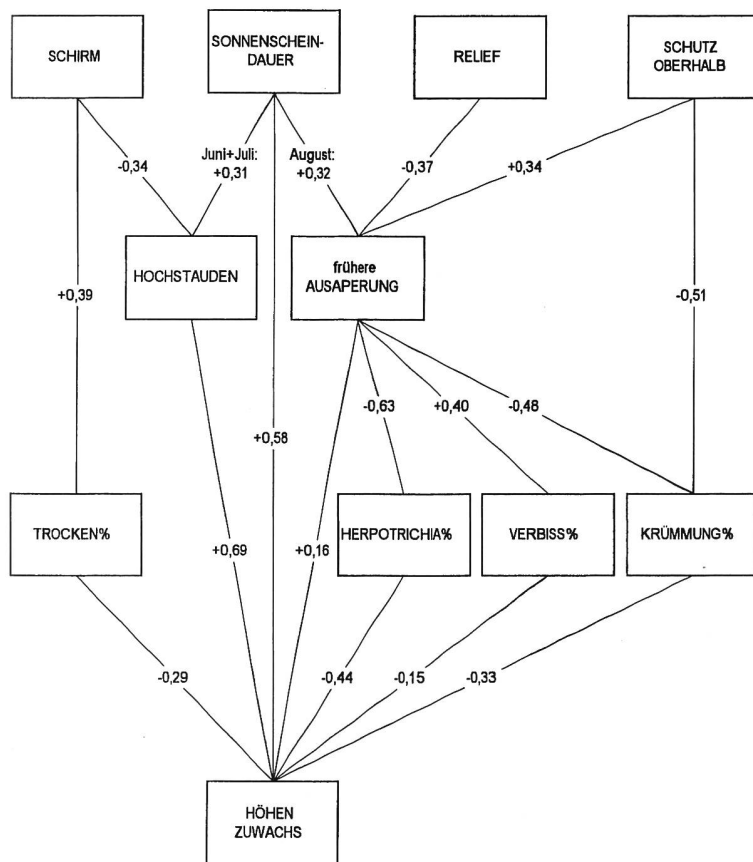 SCHIRM
SONNENSCHEIN-
DAUER
RELIEF
SCHUTZ
OBERHALB
-0,34
Juni+Juli:
+0,31
August:
+0,32
-0,37
+0,34
HOCHSTAUDEN
frühere
AUSAPERUNG
+0,39
-0,51
-0,63
+0,40
-0,48
+0,58
TROCKEN%
HERPOTRICHIA%
VERBISS%
KRÜMMUNG%
+0,69
+0,16
-0,29
-0,44
-0,15
-0,33
HÖHEN
ZUWACHS